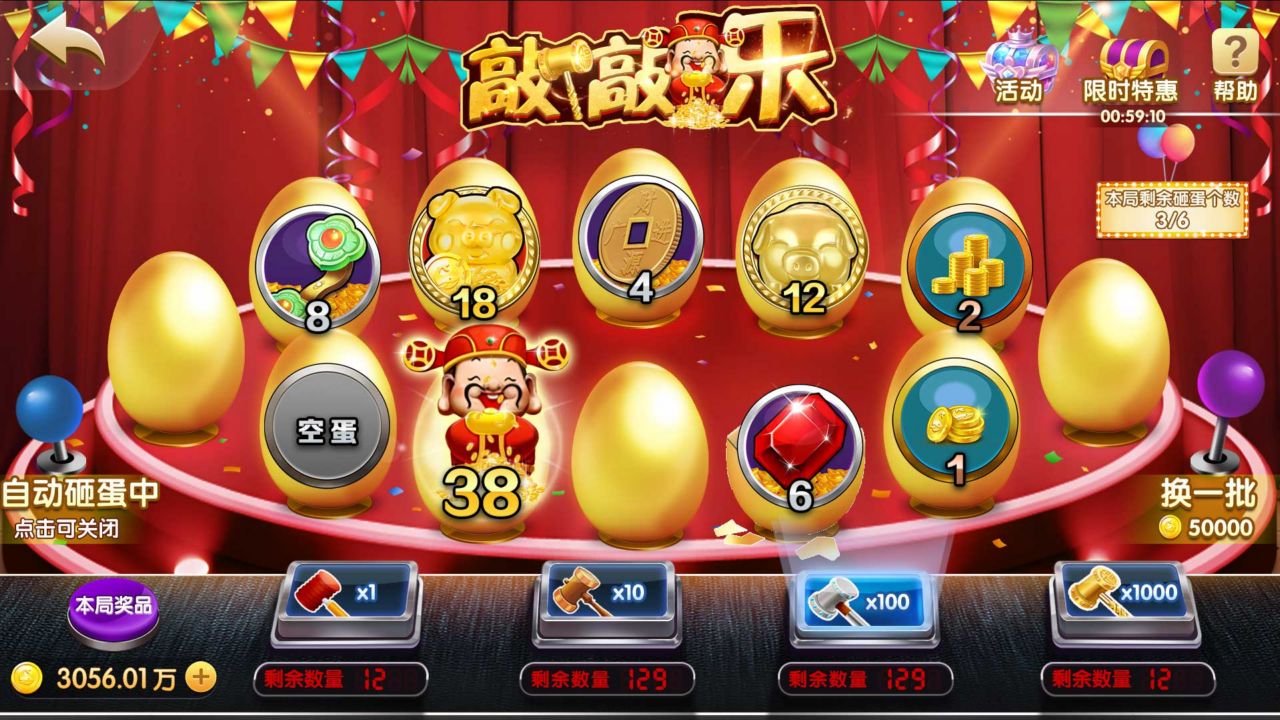 敲敲乐
活动
限时特惠
帮助
00:59:10
本局剩余砸蛋个数
3/6
8
18
财源广进
4
12
2
空蛋
38
6
1
自动砸蛋中
点击可关闭
换一批
50000
本局奖品
x1
x10
x100
x1000
3056.01万
剩余数量 12
剩余数量 129
剩余数量 129
剩余数量 12